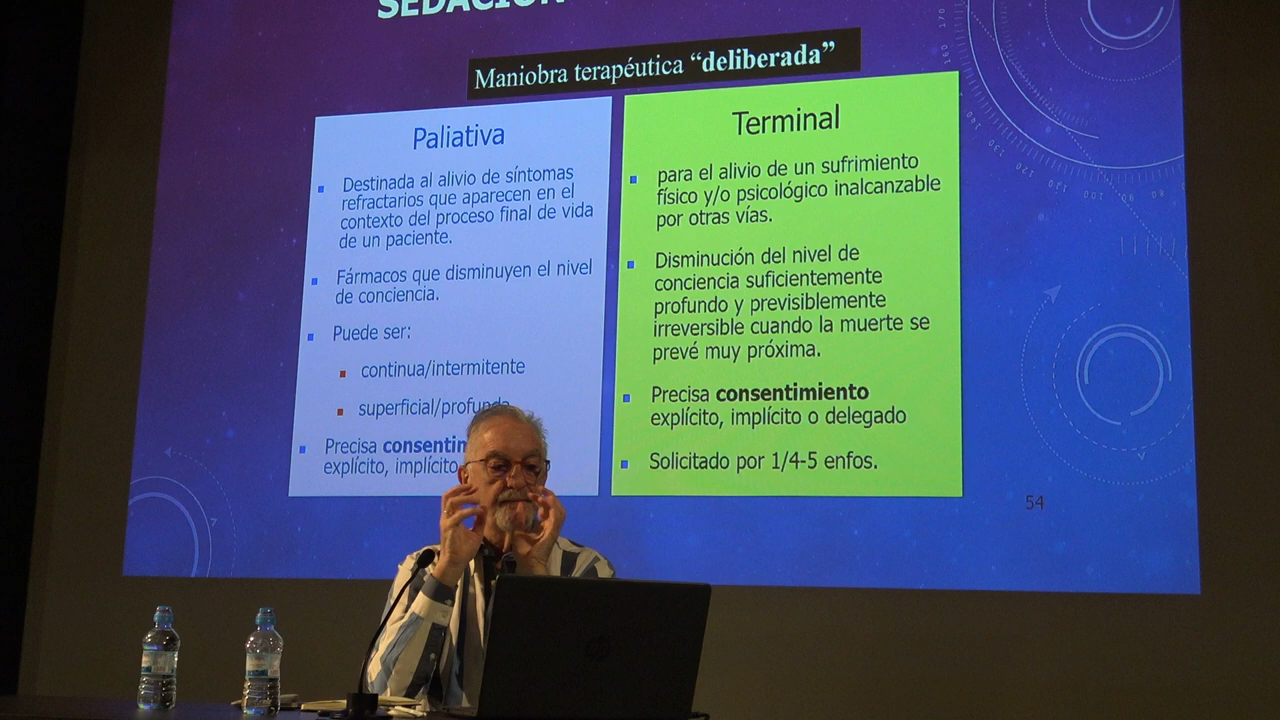 SEDACIÓN
Maniobra terapéutica “deliberada”
Paliativa
Destinada al alivio de síntomas
refractarios que aparecen en el
contexto del proceso final de vida
de un paciente.
Fármacos que disminuyen el nivel
de conciencia.
Puede ser:
continua/intermitente
superficial/profunda
Precisa
explícito, implícito
Terminal
para el alivio de un sufrimiento
físico y/o psicológico inalcanzable
por otras vías.
Disminución del nivel de
conciencia suficientemente
profundo y previsiblemente
irreversible cuando la muerte se
prevé muy próxima.
Precisa consentimiento
explícito, implícito o delegado
Solicitado por 1/4-5 enfos.
54